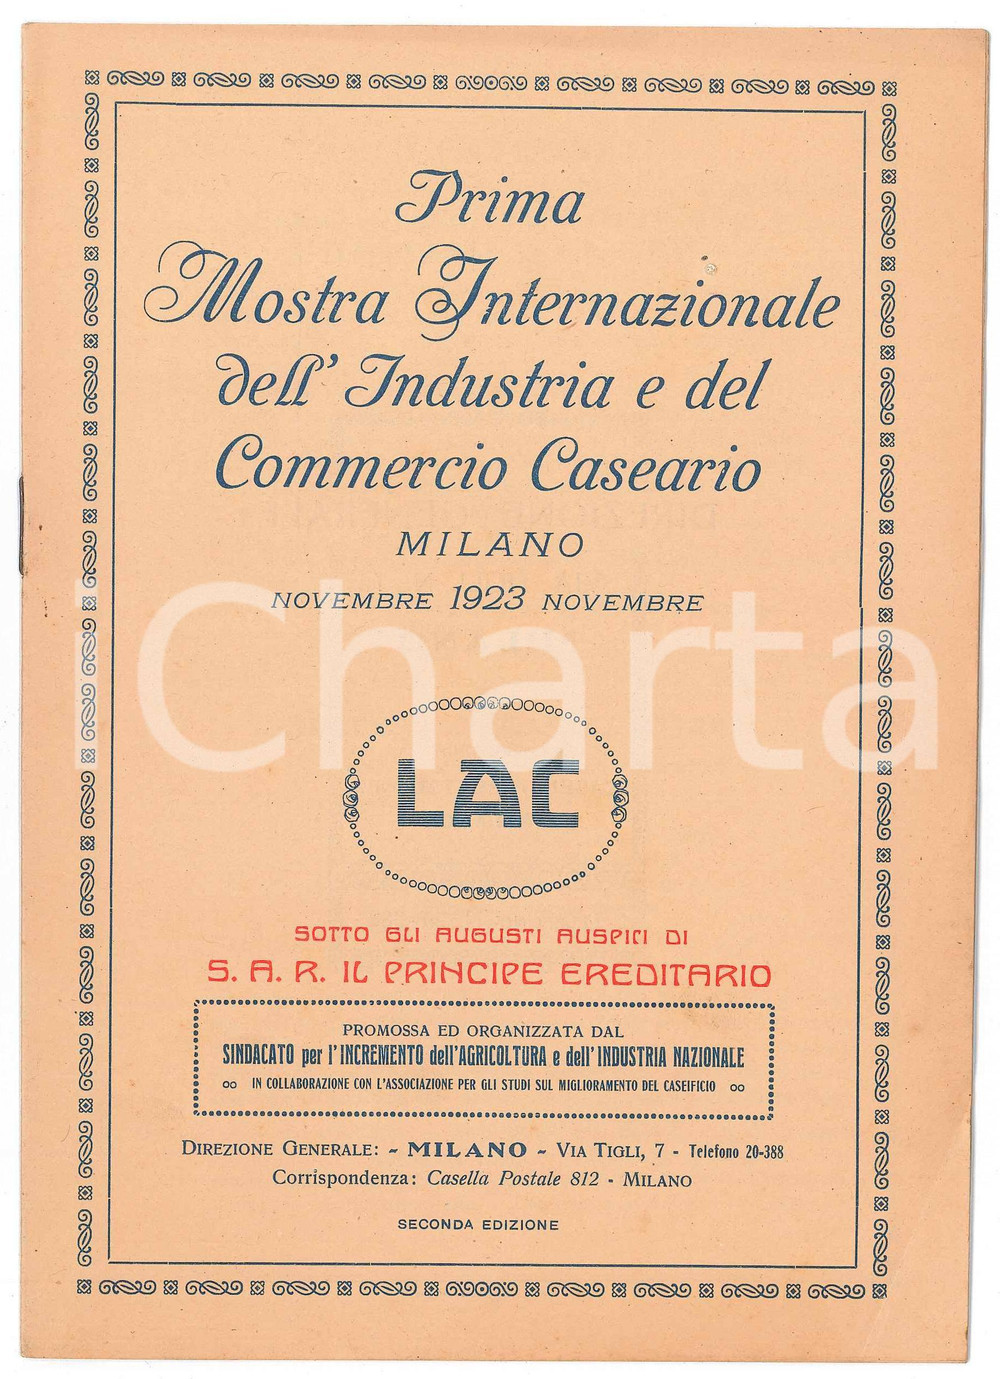 Prima
Mostra Internazionale
dell' Industria e del
Commercio Caseario
MILANO
NOVEMBRE 1923 NOVEMBRE
iCharta
LAC
SOTTO GLI AUGUSTI AUSPICI DI
S. A. R. IL PRINCIPE EREDITARIO
PROMOSSA ED ORGANIZZATA DAL
SINDACATO per l'INCREMENTO dell'AGRICOLTURA e dell'INDUSTRIA NAZIONALE
IN COLLABORAZIONE CON L'ASSOCIAZIONE PER GLI STUDI SUL MIGLIORAMENTO DEL CASEIFICIO
DIREZIONE GENERALE: - MILANO - VIA TIGLI, 7 - Telefono 20-388
Corrispondenza: Casella Postale 812 - MILANO
SECONDA EDIZIONE